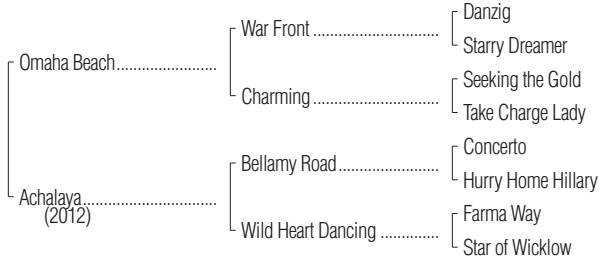 Danzig
War Front ...........................
Starry Dreamer
Omaha Beach.....................
Seeking the Gold
Charming ...........................
Take Charge Lady
Concerto
Bellamy Road......................
Hurry Home Hillary
Achalaya.............................
(2012)
Farma Way
Wild Heart Dancing .............
Star of Wicklow